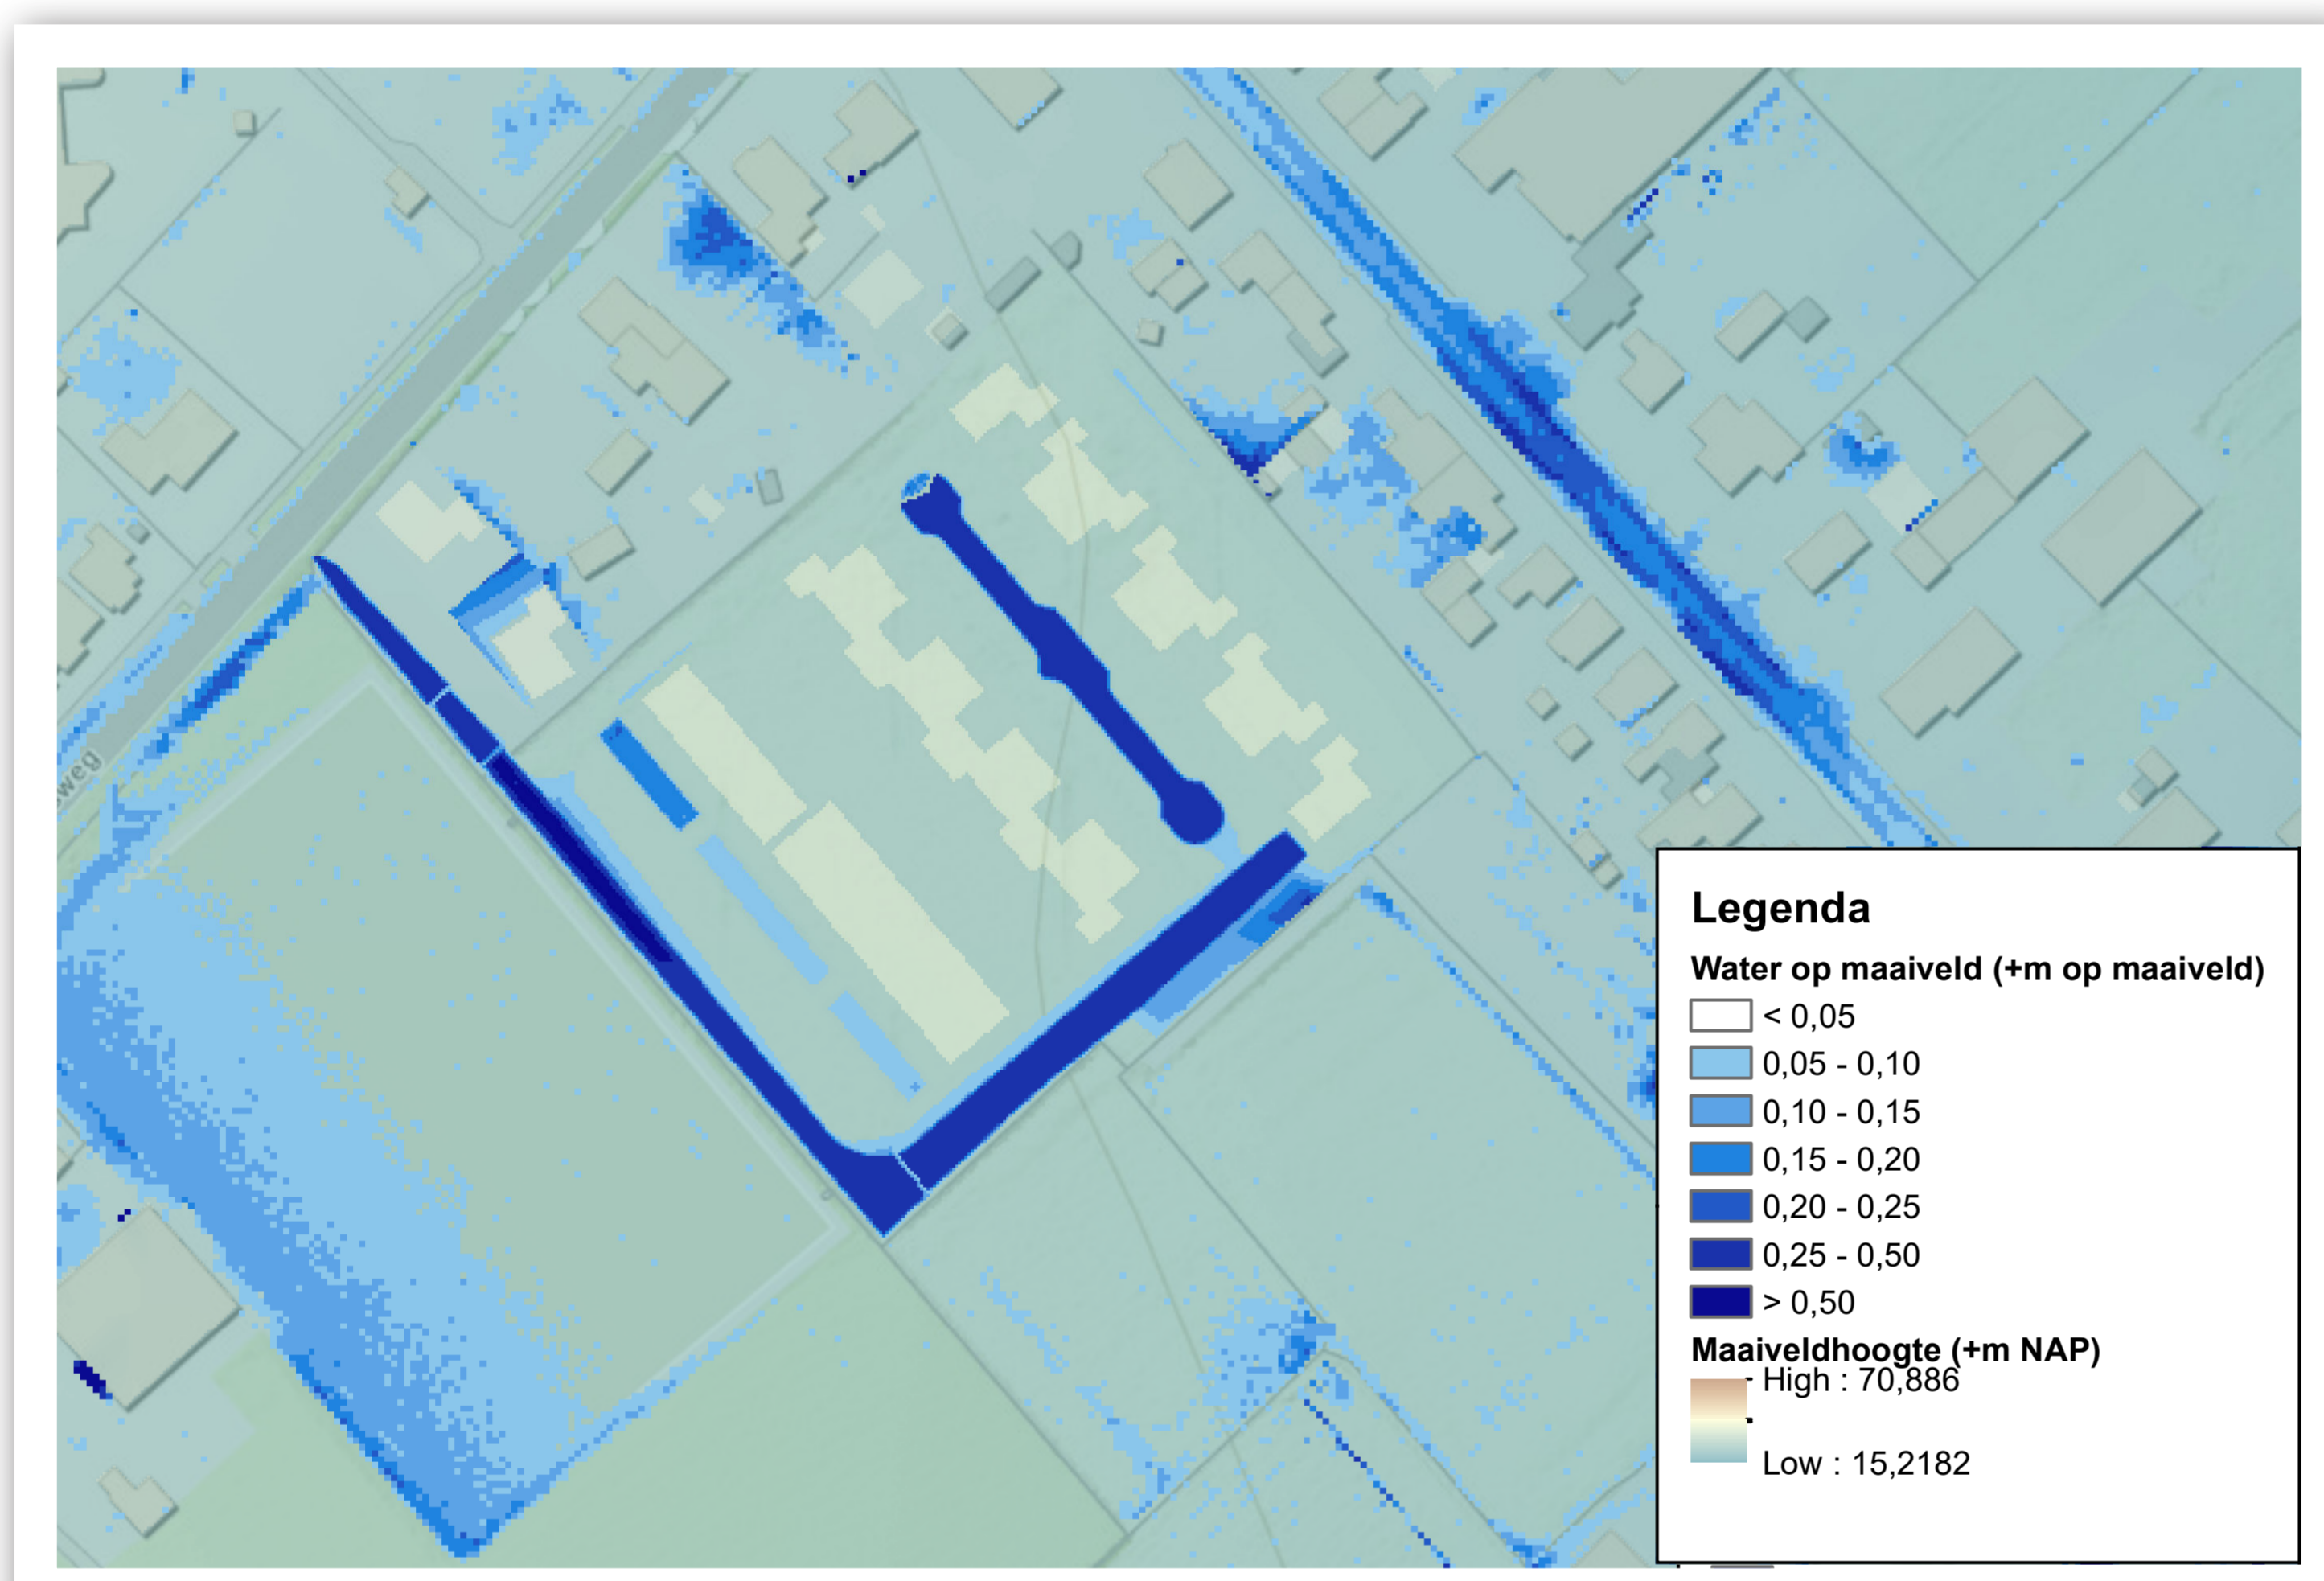 sweg
Legenda
Water op maaiveld (+m op maaiveld)
< 0,05
0,05 - 0,10
0,10 - 0,15
0,15 - 0,20
0,20 - 0,25
0,25 - 0,50
> 0,50
Maaiveldhoogte (+m NAP)
High : 70,886
Low : 15,2182